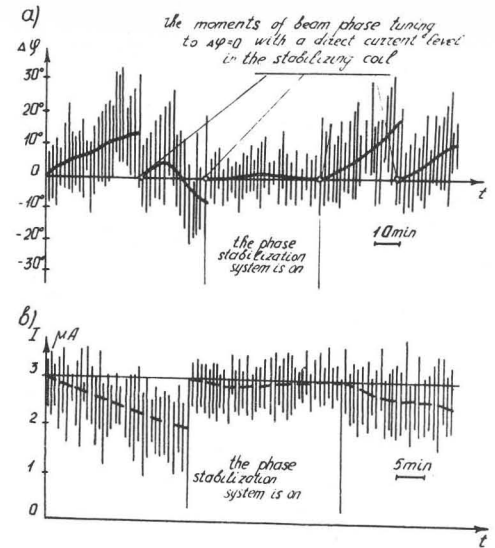 a)
the moments of beam phase tuning
to Δφ=0 with a direct current level
in the stabilizing coil
Δφ
30°
20°
10°
0
-10°
-20°
-30°
t
10min
the phase
stabilization
system is on
b)
I μA
3
2
1
0
5min
the phase
stabilization
system is on
t